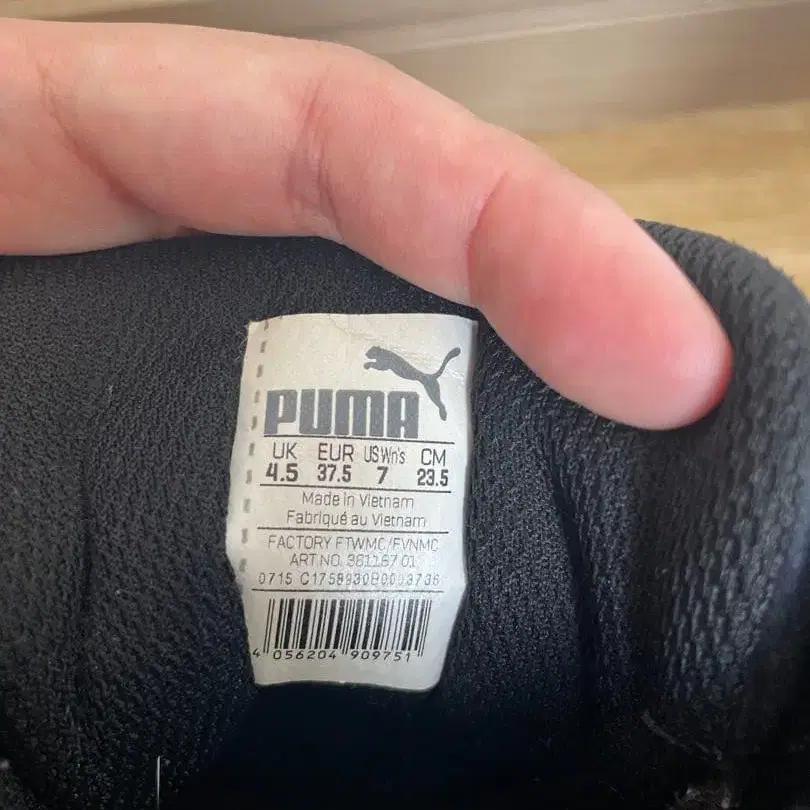 PUMA
UK EUR US Wn's CM
4.5 37.5 7 23.5
Made in Vietnam
Fabriqué au Vietnam
FACTORY FTWMC/FVNMC
ART NO. 361167 01
0715
4 056204 909751